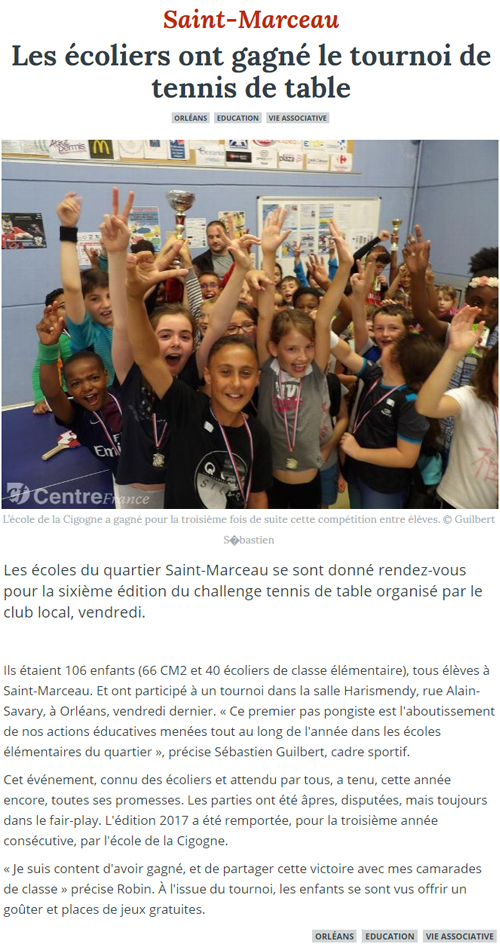 Saint-Marceau
Les écoliers ont gagné le tournoi de
tennis de table
ORLÉANS EDUCATION VIE ASSOCIATIVE
Centre France
L'école de la Cigogne a gagné pour la troisième fois de suite cette compétition entre élèves. © Guilbert
S�bastien
Les écoles du quartier Saint-Marceau se sont donné rendez-vous
pour la sixième édition du challenge tennis de table organisé par le
club local, vendredi.
Ils étaient 106 enfants (66 CM2 et 40 écoliers de classe élémentaire), tous élèves à
Saint-Marceau. Et ont participé à un tournoi dans la salle Harismendy, rue Alain-
Savary, à Orléans, vendredi dernier. « Ce premier pas pongiste est l'aboutissement
de nos actions éducatives menées tout au long de l'année dans les écoles
élémentaires du quartier », précise Sébastien Guilbert, cadre sportif.
Cet événement, connu des écoliers et attendu par tous, a tenu, cette année
encore, toutes ses promesses. Les parties ont été âpres, disputées, mais toujours
dans le fair-play. L'édition 2017 a été remportée, pour la troisième année
consécutive, par l'école de la Cigogne.
« Je suis content d'avoir gagné, et de partager cette victoire avec mes camarades
de classe » précise Robin. À l'issue du tournoi, les enfants se sont vus offrir un
goûter et places de jeux gratuites.
ORLÉANS EDUCATION VIE ASSOCIATIVE